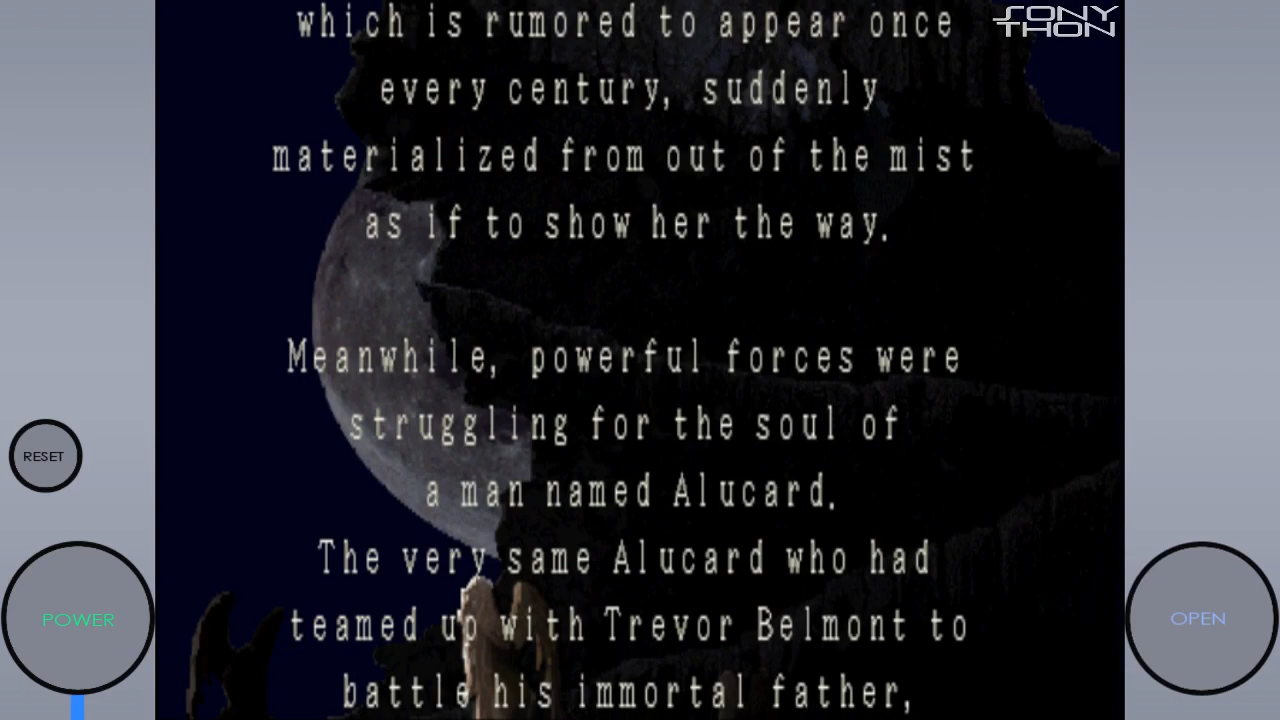 which is rumored to appear once
SONY
THON
every century, suddenly
materialized from out of the mist
as if to show her the way.
Meanwhile, powerful forces were
struggling for the soul of
a man named Alucard.
The very same Alucard who had
teamed up with Trevor Belmont to
battle his immortal father,
RESET
POWER
OPEN